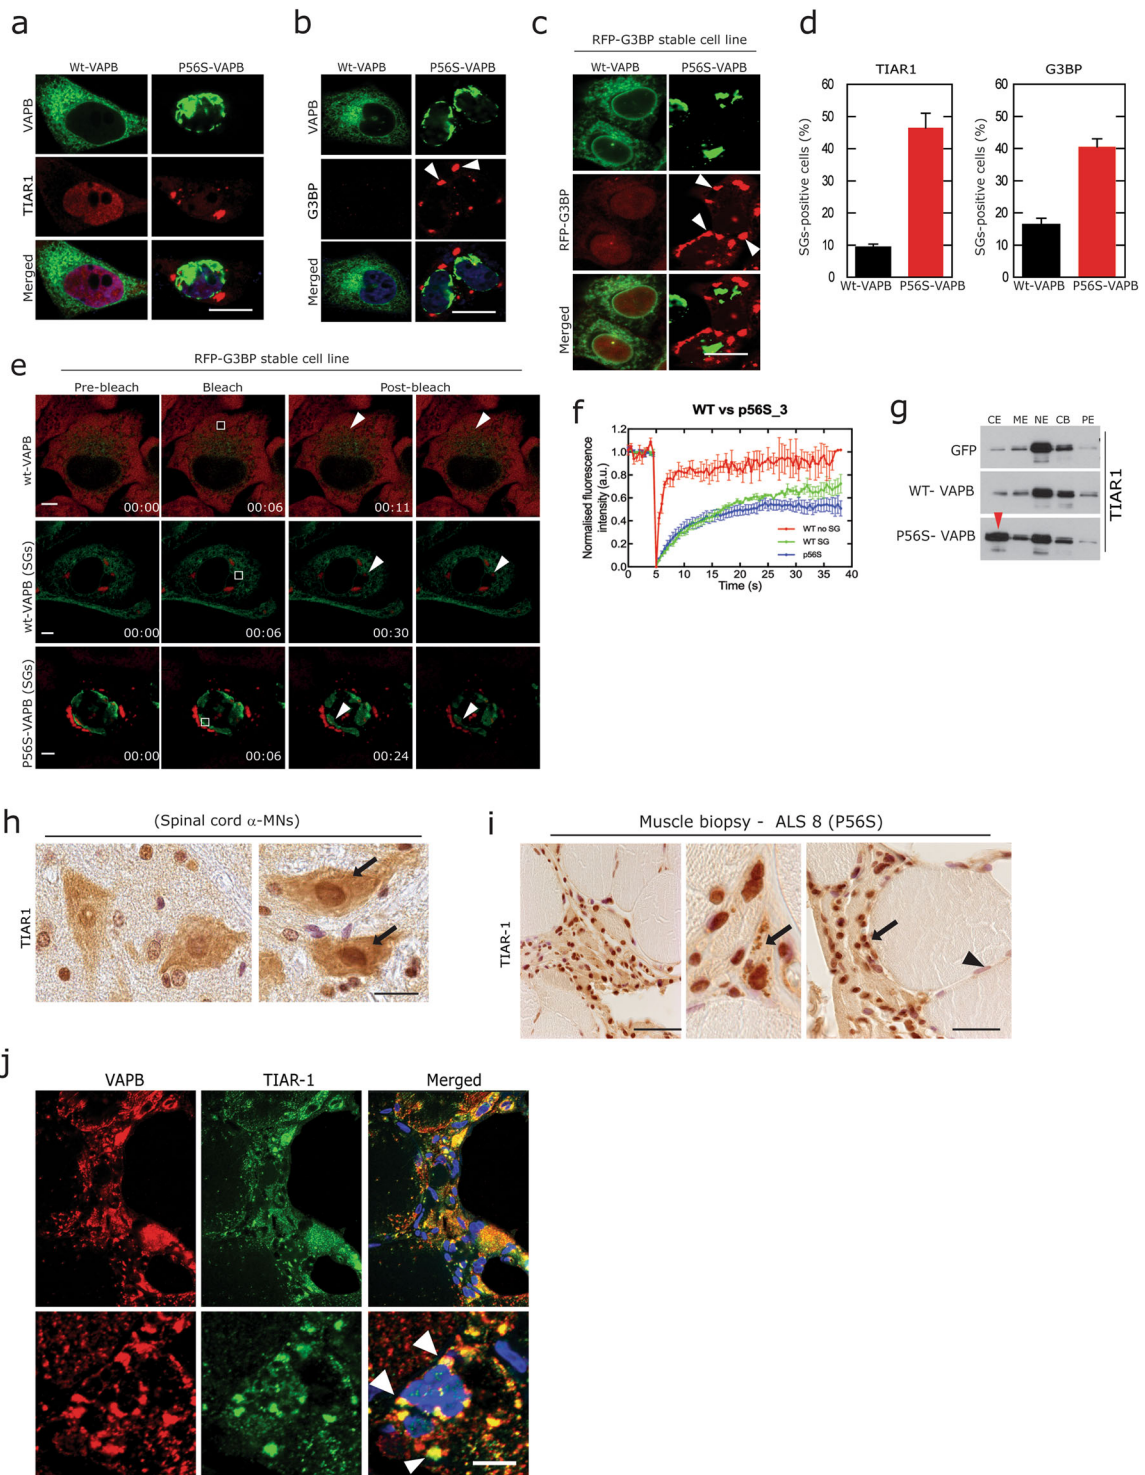 a
Wt-VAPB P56S-VAPB
VAPB
TIAR1
Merged
b
Wt-VAPB P56S-VAPB
VAPB
G3BP
Merged
c
RFP-G3BP stable cell line
Wt-VAPB P56S-VAPB
RFP-G3BP
Merged
d
TIAR1
SGs-positive cells (%)
60
50
40
30
20
10
0
Wt-VAPB P56S-VAPB
G3BP
SGs-positive cells (%)
60
50
40
30
20
10
0
Wt-VAPB P56S-VAPB
e
RFP-G3BP stable cell line
Pre-bleach Bleach Post-bleach
wt-VAPB
00:00 00:06 00:11
wt-VAPB (SGs)
00:00 00:06 00:30
P56S-VAPB (SGs)
00:00 00:06 00:24
f
WT vs p56S_3
Normalised fluorescence
intensity (a.u.)
1.2
1.0
0.8
0.6
0.4
0.2
0
WT no SG
WT SG
p56S
0 5 10 15 20 25 30 35 40
Time (s)
g
CE ME NE CB PE
GFP
WT- VAPB
P56S- VAPB
TIAR1
h
(Spinal cord α-MNs)
TIAR1
i
Muscle biopsy - ALS 8 (P56S)
TIAR-1
j
VAPB TIAR-1 Merged